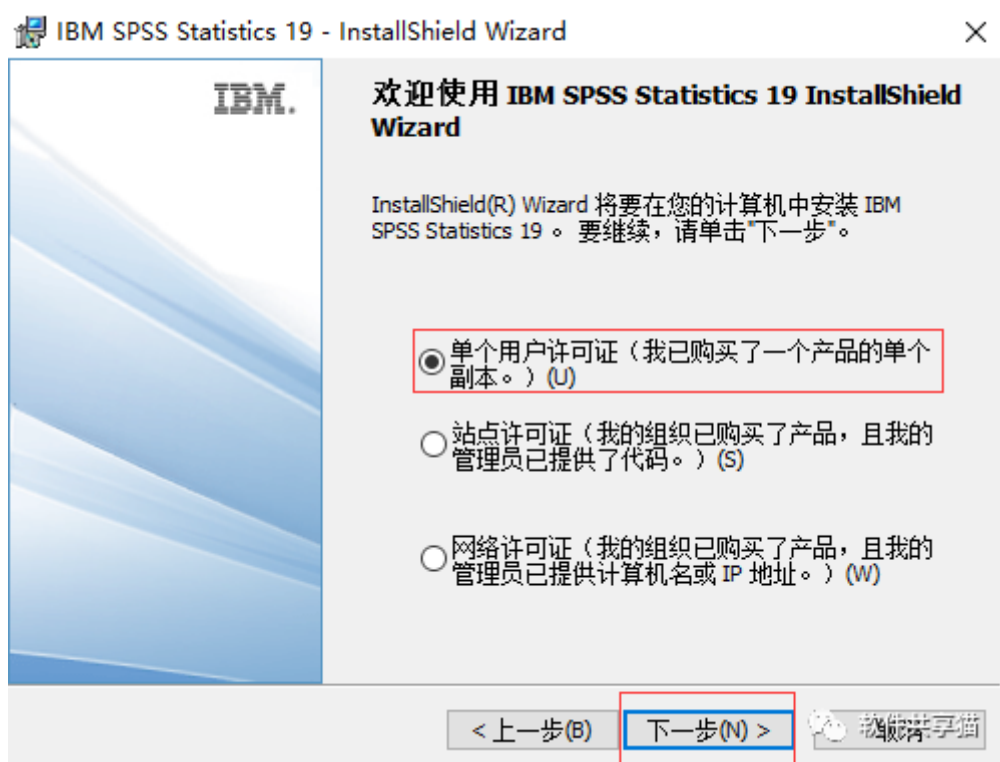 IBM SPSS Statistics 19 - InstallShield Wizard
IBM.
欢迎使用 IBM SPSS Statistics 19 InstallShield
Wizard
InstallShield(R) Wizard 将要在您的计算机中安装 IBM
SPSS Statistics 19 。 要继续，请单击"下一步"。
单个用户许可证（我已购买了一个产品的单个
副本。）(U)
站点许可证（我的组织已购买了产品，且我的
管理员已提供了代码。）(S)
网络许可证（我的组织已购买了产品，且我的
管理员已提供计算机名或 IP 地址。）(W)
< 上一步(B)
下一步(N) >
软件共享猫